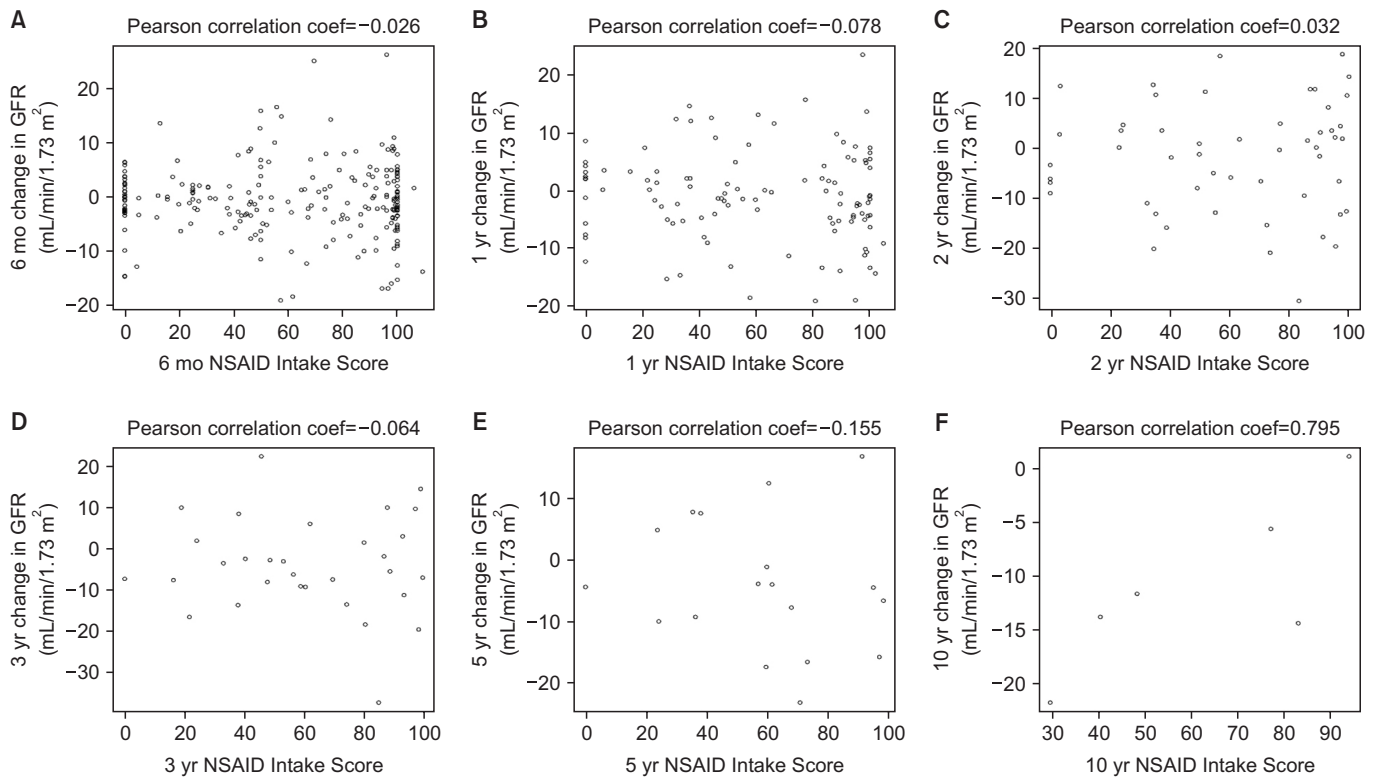 A
Pearson correlation coef=−0.026
6 mo change in GFR
(mL/min/1.73 m²)
20
10
0
−10
−20
0 20 40 60 80 100
6 mo NSAID Intake Score
B
Pearson correlation coef=−0.078
1 yr change in GFR
(mL/min/1.73 m²)
20
10
0
−10
−20
0 20 40 60 80 100
1 yr NSAID Intake Score
C
Pearson correlation coef=0.032
2 yr change in GFR
(mL/min/1.73 m²)
20
10
0
−10
−20
−30
0 20 40 60 80 100
2 yr NSAID Intake Score
D
Pearson correlation coef=−0.064
3 yr change in GFR
(mL/min/1.73 m²)
20
10
0
−10
−20
−30
0 20 40 60 80 100
3 yr NSAID Intake Score
E
Pearson correlation coef=−0.155
5 yr change in GFR
(mL/min/1.73 m²)
10
0
−10
−20
0 20 40 60 80 100
5 yr NSAID Intake Score
F
Pearson correlation coef=0.795
10 yr change in GFR
(mL/min/1.73 m²)
0
−5
−10
−15
−20
30 40 50 60 70 80 90
10 yr NSAID Intake Score